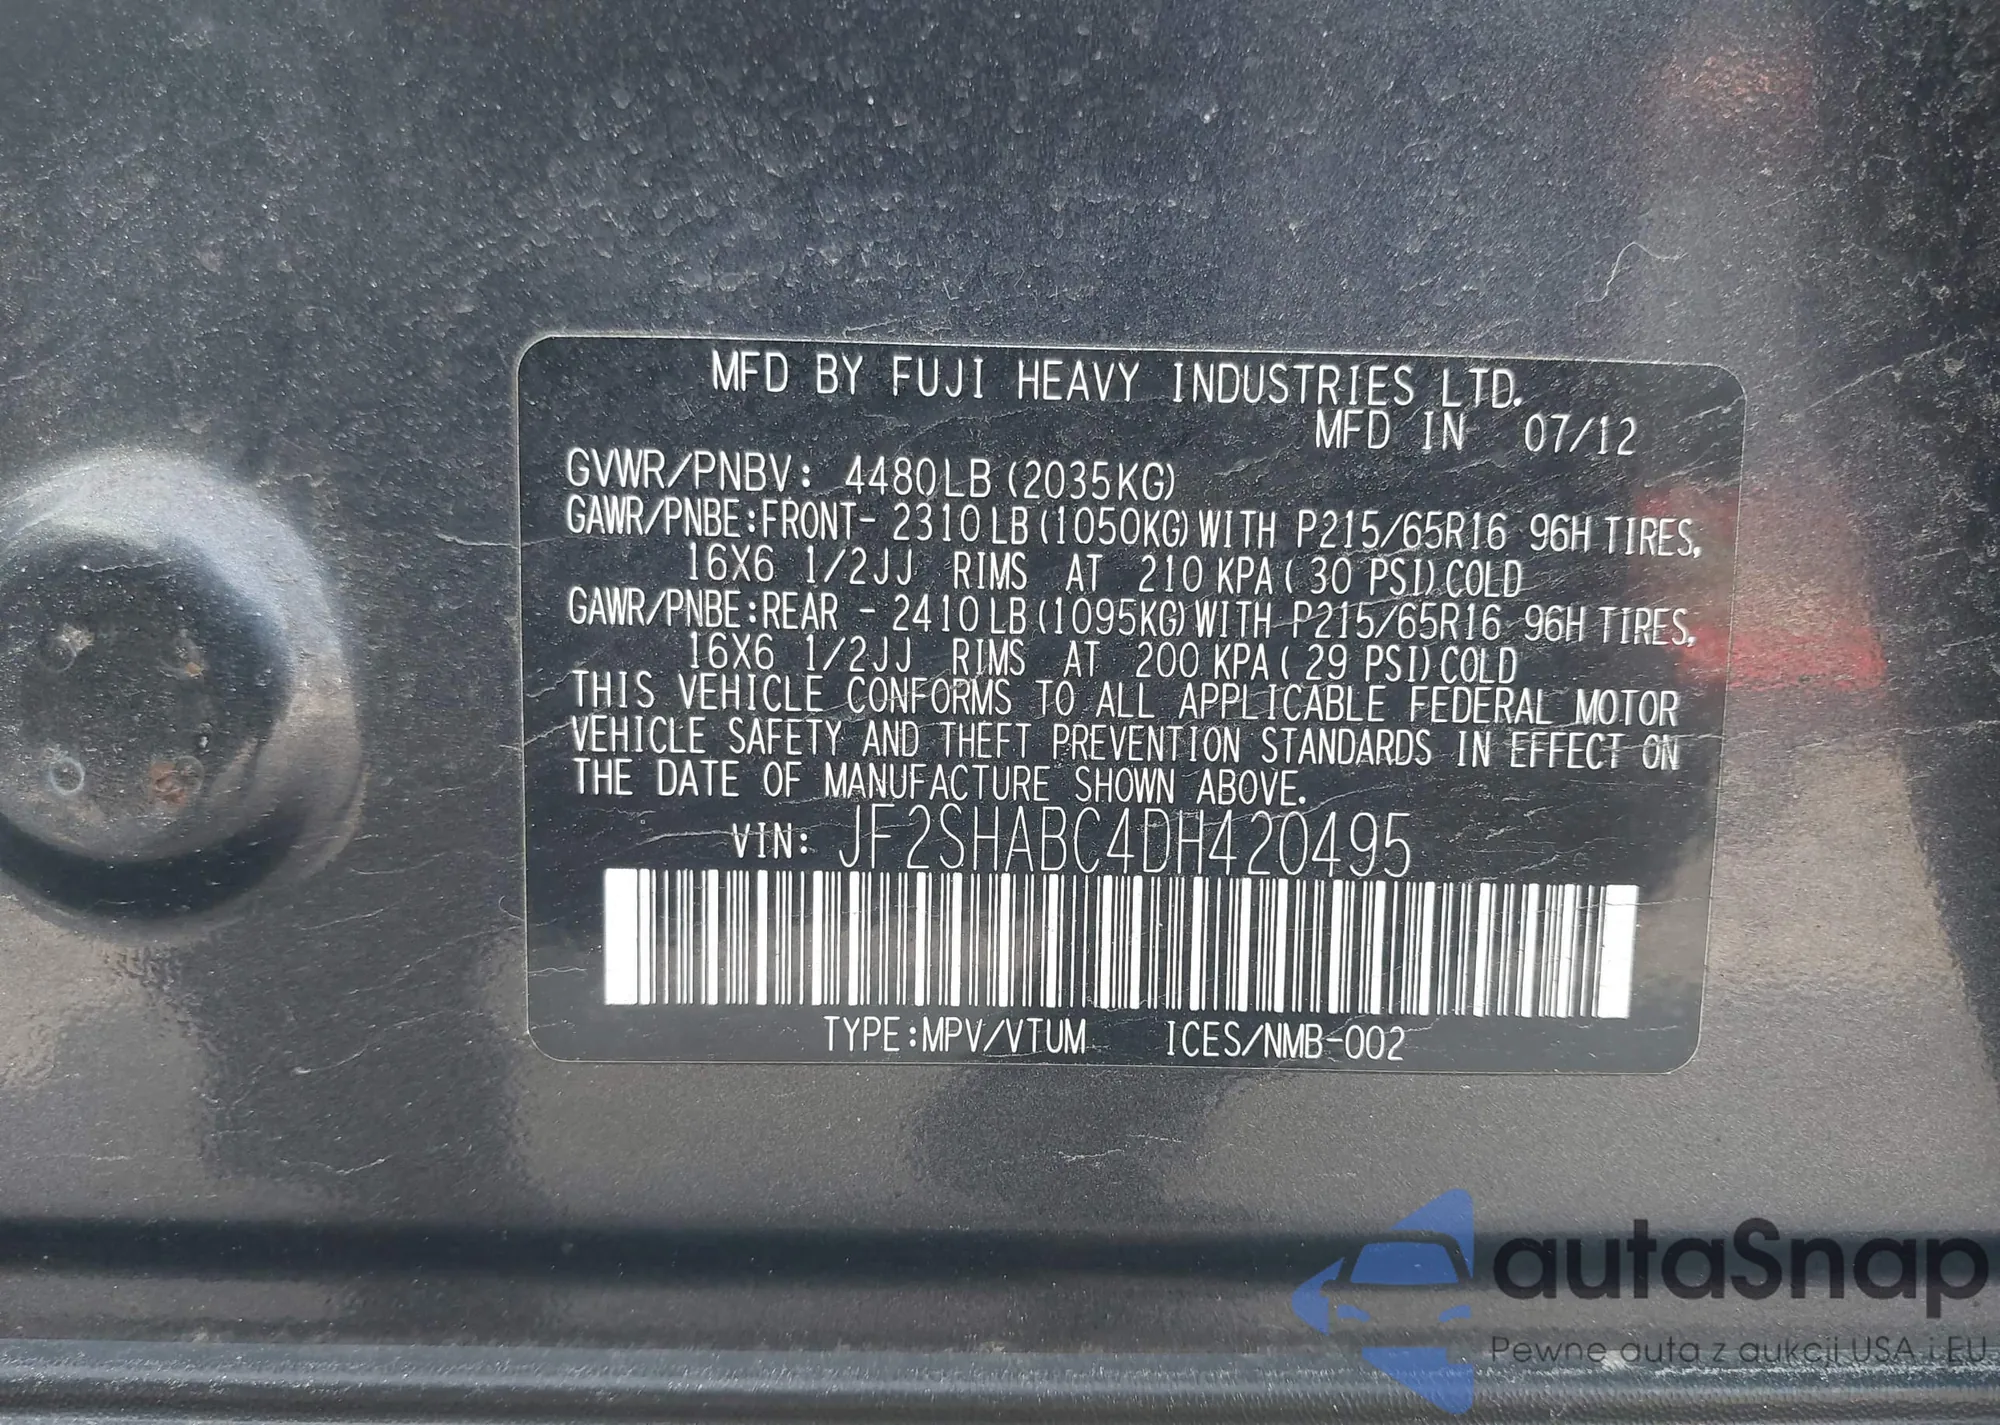 MFD BY FUJI HEAVY INDUSTRIES LTD.
MFD IN 07/12
GVWR/PNBV: 4480LB (2035KG)
GAWR/PNBE:FRONT- 2310LB (1050KG) WITH P215/65R16 96H TIRES,
16X6 1/2JJ RIMS AT 210 KPA ( 30 PSI) COLD
GAWR/PNBE:REAR - 2410LB (1095KG) WITH P215/65R16 96H TIRES,
16X6 1/2JJ RIMS AT 200 KPA ( 29 PSI) COLD
THIS VEHICLE CONFORMS TO ALL APPLICABLE FEDERAL MOTOR
VEHICLE SAFETY AND THEFT PREVENTION STANDARDS IN EFFECT ON
THE DATE OF MANUFACTURE SHOWN ABOVE.
VIN: JF2SHABC4DH420495
TYPE:MPV/VTUM ICES/NMB-002
autaSnap
Pewne auta z aukcji USA i EU